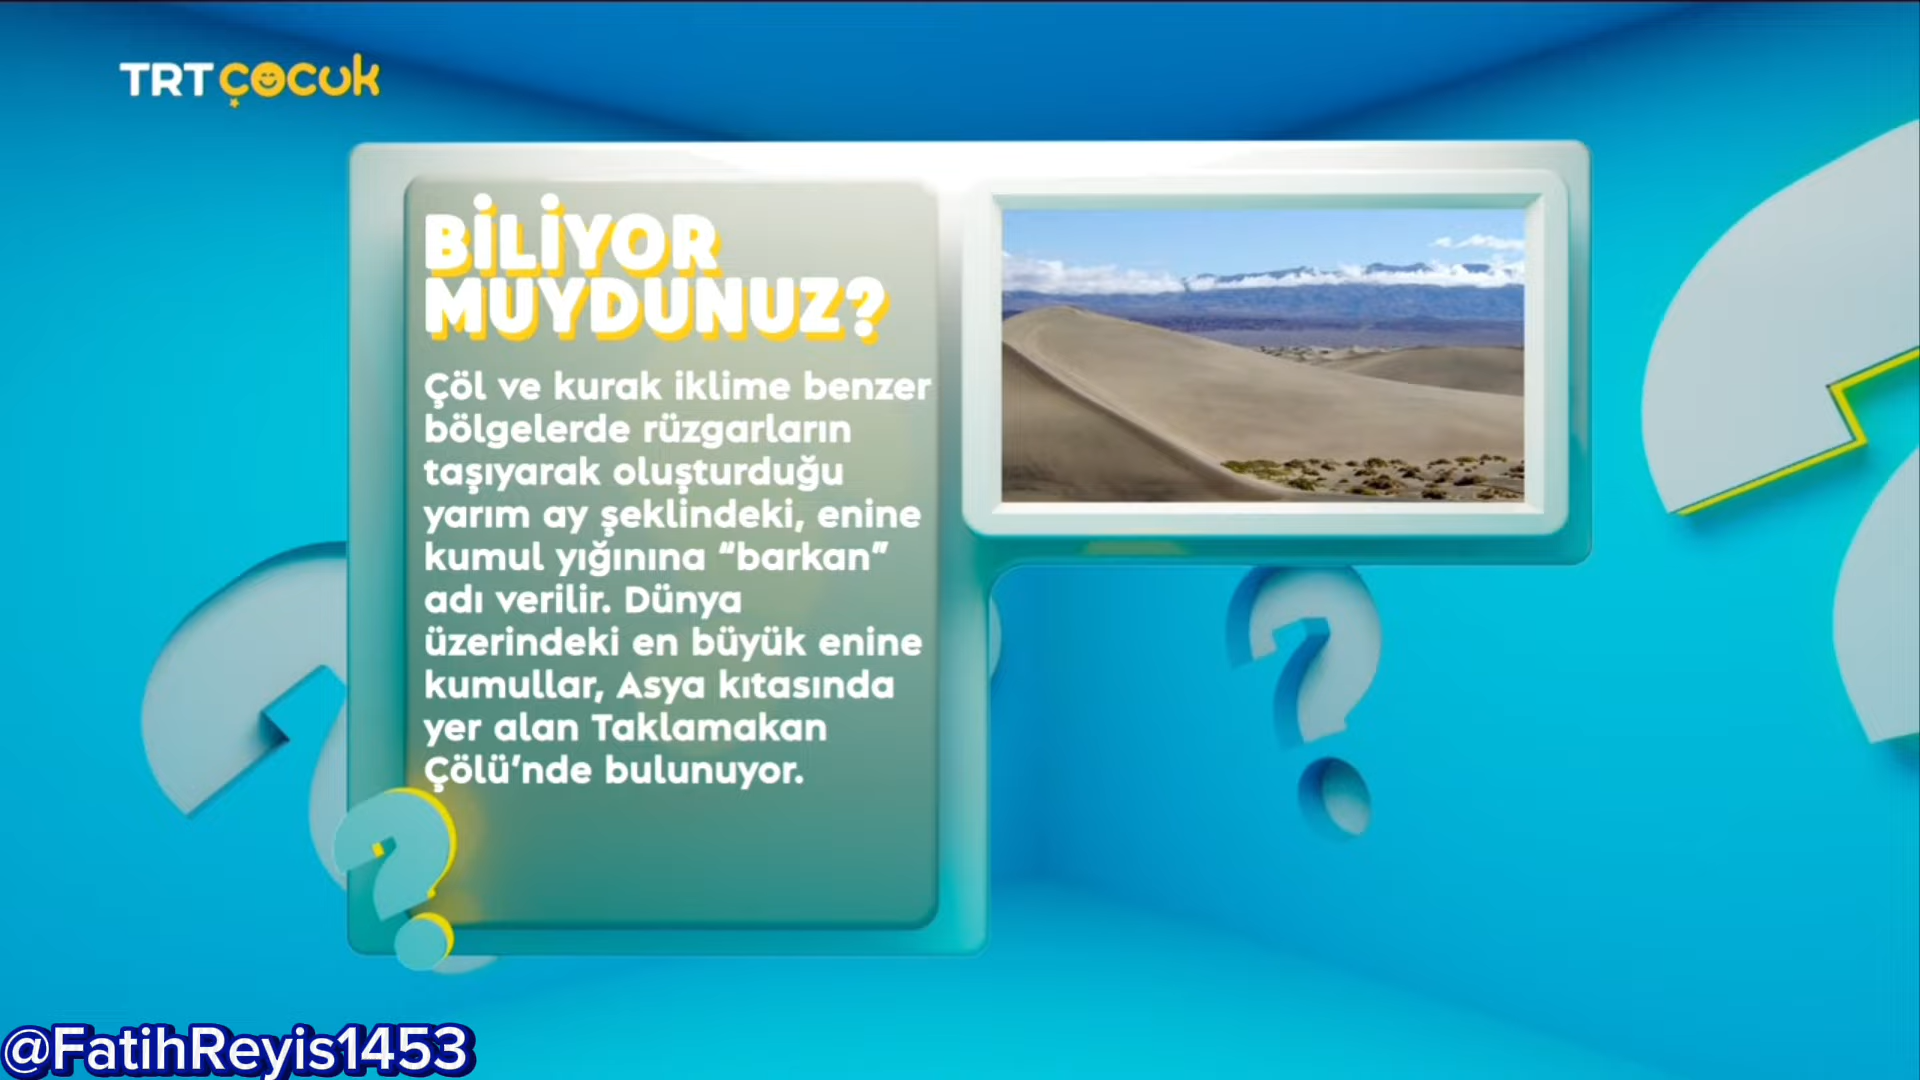 TRT çocuk
BİLİYOR
MUYDUNUZ?
Çöl ve kurak iklime benzer
bölgelerde rüzgarların
taşıyarak oluşturduğu
yarım ay şeklindeki, enine
kumul yığınına “barkan”
adı verilir. Dünya
üzerindeki en büyük enine
kumullar, Asya kıtasında
yer alan Taklamakan
Çölü’nde bulunuyor.
@FatihReyis1453